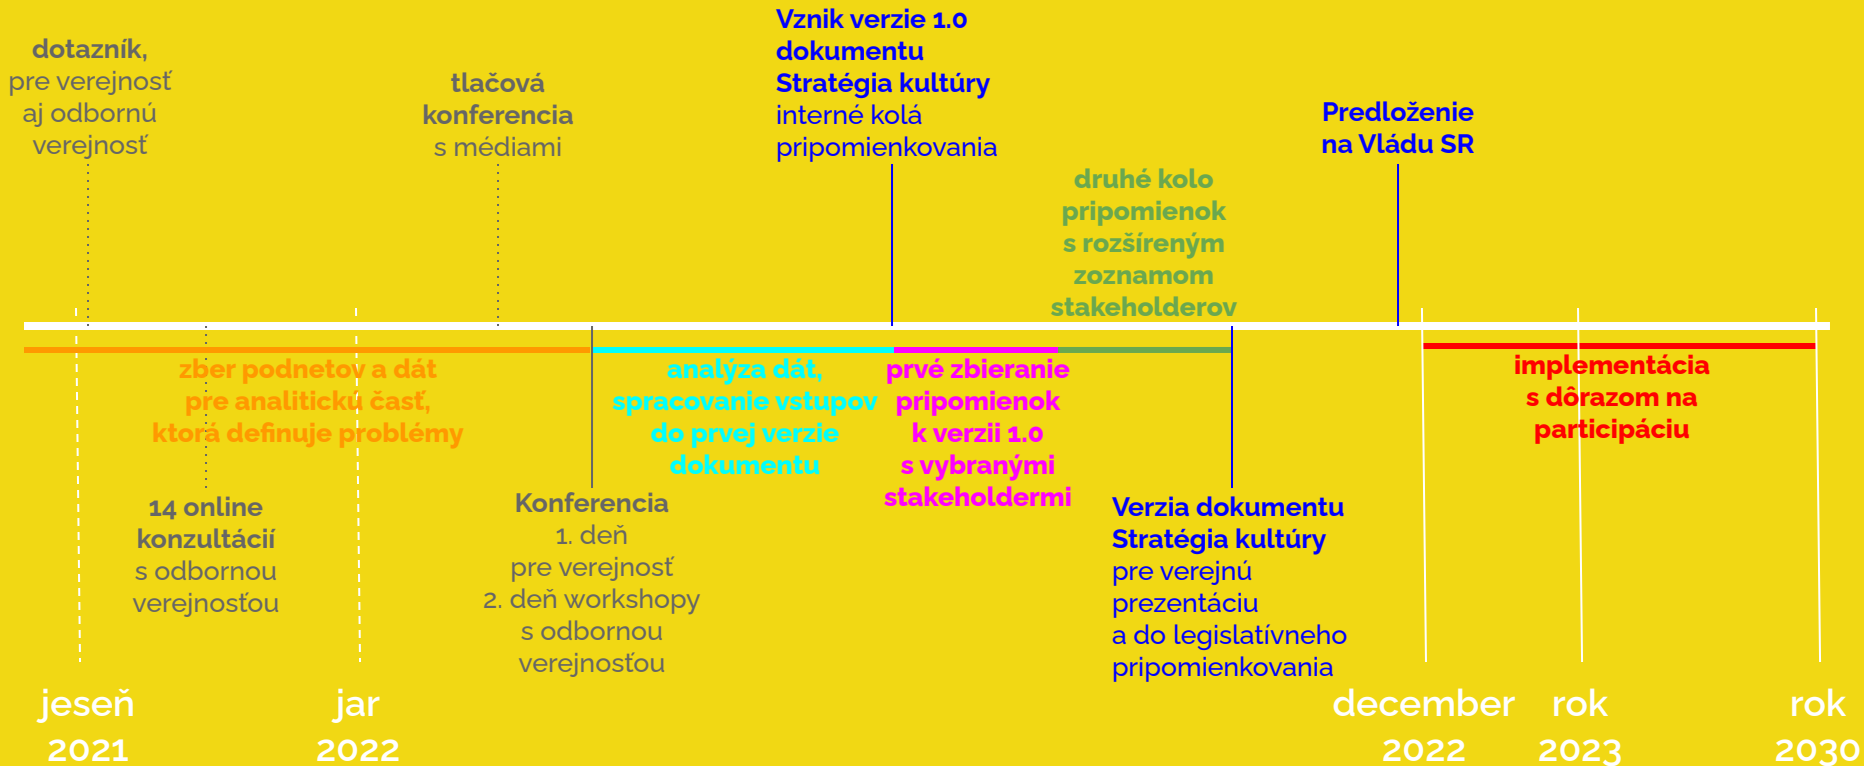 dotazník,
pre verejnosť
aj odbornú
verejnosť
tlačová
konferencia
s médiami
Vznik verzie 1.0
dokumentu
Stratégia kultúry
interné kolá
pripomienkovania
druhé kolo
pripomienok
s rozšíreným
zoznamom
stakeholderov
Predloženie
na Vládu SR
zber podnetov a dát
pre analitickú časť,
ktorá definuje problémy
analýza dát,
spracovanie vstupov
do prvej verzie
dokumentu
prvé zbieranie
pripomienok
k verzii 1.0
s vybranými
stakeholdermi
implementácia
s dôrazom na
participáciu
14 online
konzultácií
s odbornou
verejnosťou
Konferencia
1. deň
pre verejnosť
2. deň workshopy
s odbornou
verejnosťou
Verzia dokumentu
Stratégia kultúry
pre verejnú
prezentáciu
a do legislatívneho
pripomienkovania
jeseň
2021
jar
2022
december
2022
rok
2023
rok
2030